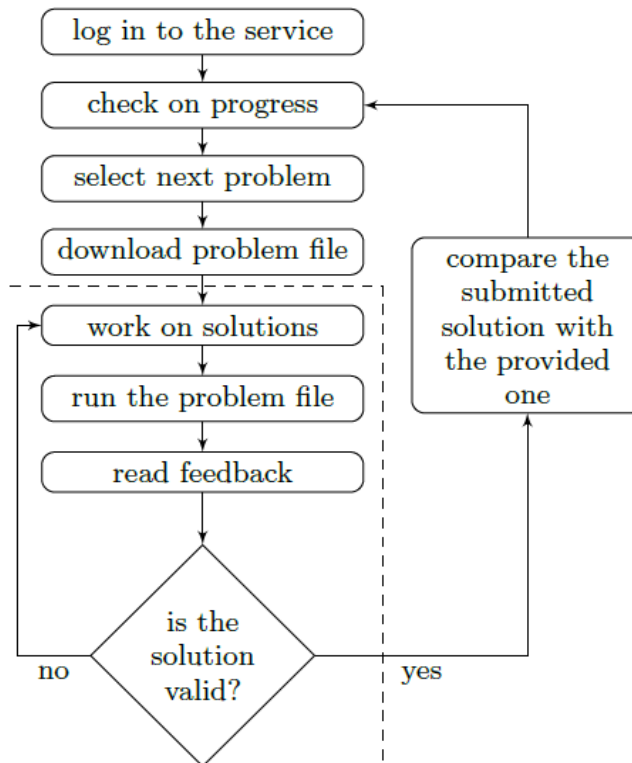 log in to the service
check on progress
select next problem
download problem file
work on solutions
run the problem file
read feedback
is the
solution
valid?
no
yes
compare the
submitted
solution with
the provided
one